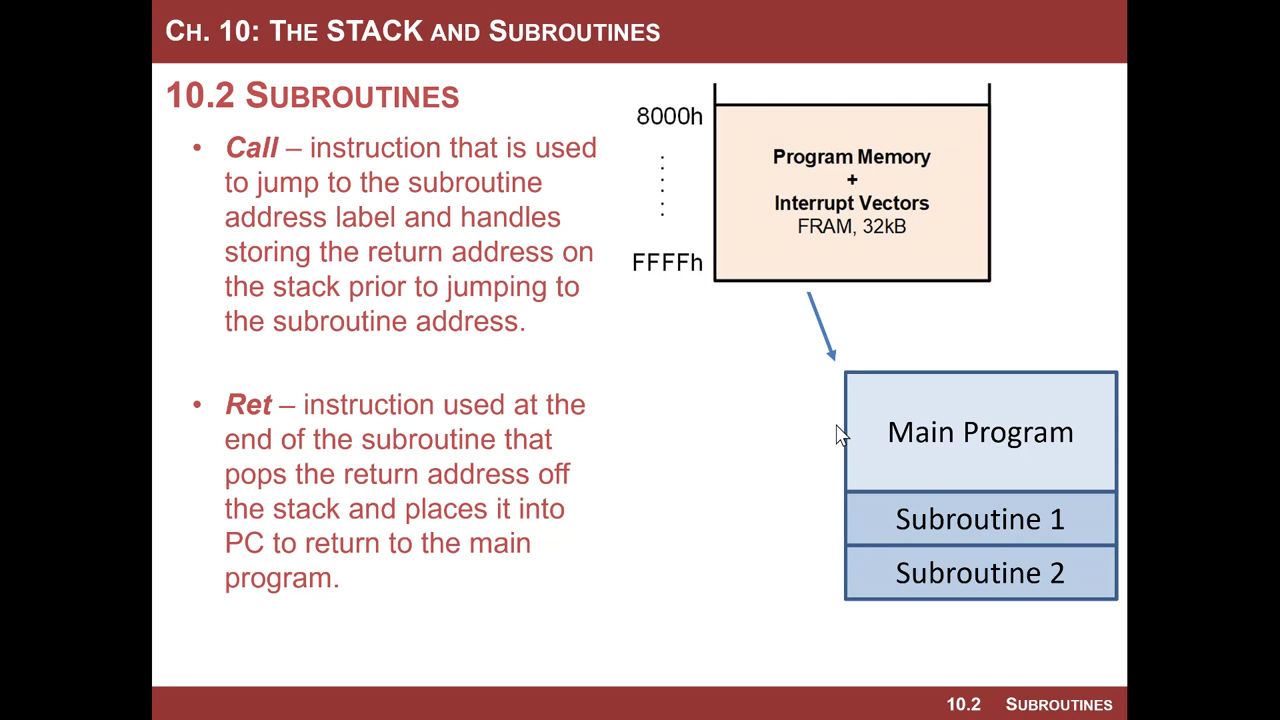 CH. 10: THE STACK AND SUBROUTINES
10.2 SUBROUTINES
• Call – instruction that is used
to jump to the subroutine
address label and handles
storing the return address on
the stack prior to jumping to
the subroutine address.
• Ret – instruction used at the
end of the subroutine that
pops the return address off
the stack and places it into
PC to return to the main
program.
8000h
FFFFh
Program Memory
+
Interrupt Vectors
FRAM, 32kB
Main Program
Subroutine 1
Subroutine 2
10.2 SUBROUTINES